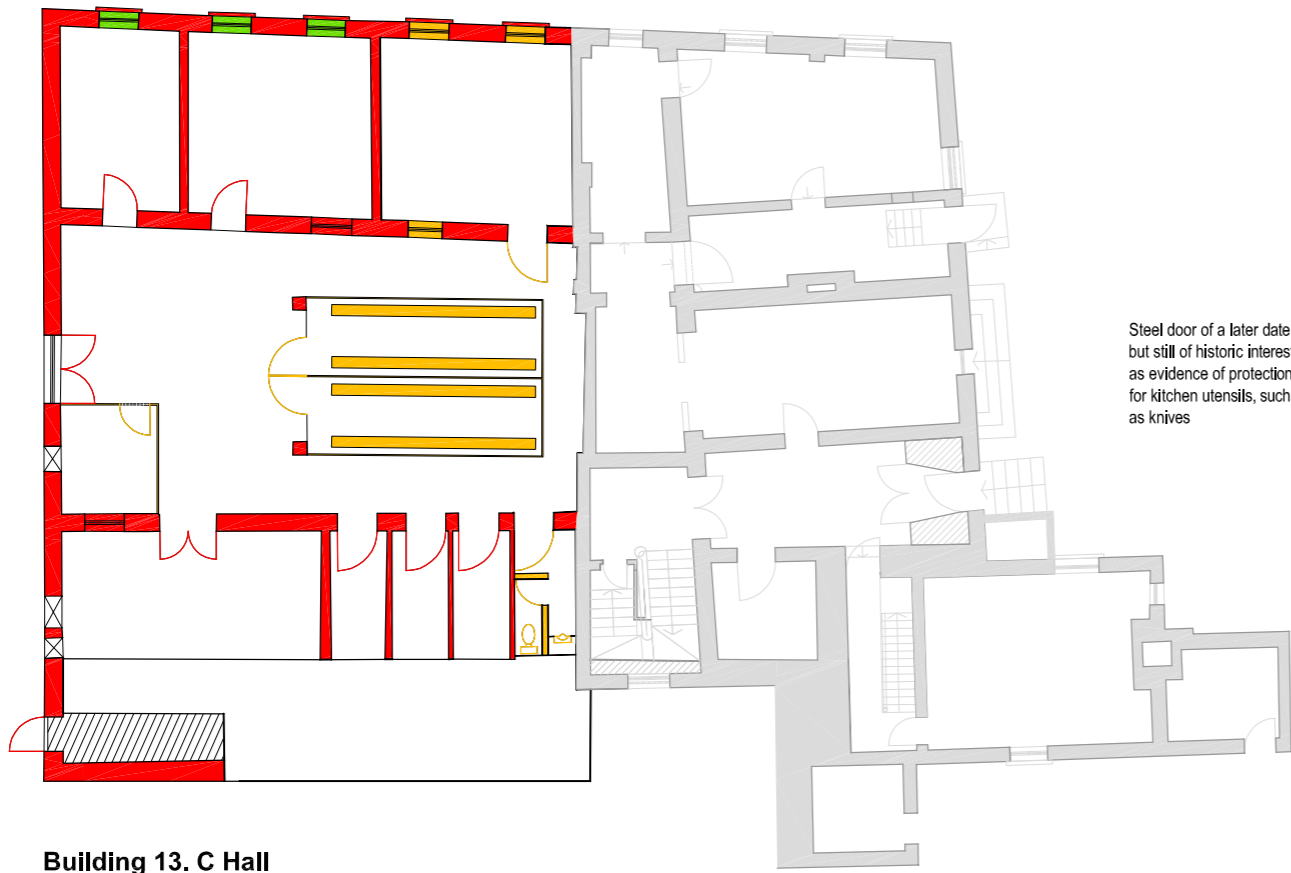 Steel door of a later date
but still of historic interest
as evidence of protection
for kitchen utensils, such
as knives
Building 13. C Hall